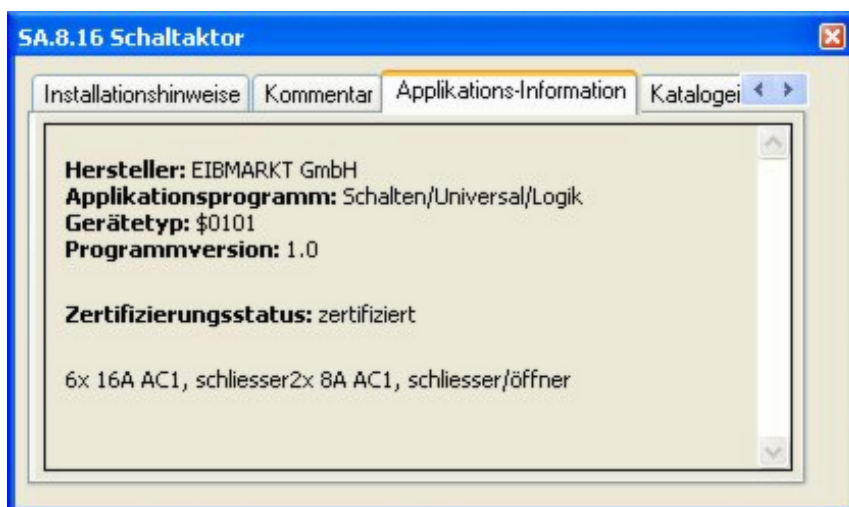 SA.8.16 Schaltaktor
Installationshinweise Kommentar Applikations-Information Katalogei
Hersteller: EIBMARKT GmbH
Applikationsprogramm: Schalten/Universal/Logik
Gerätetyp: $0101
Programmversion: 1.0
Zertifizierungsstatus: zertifiziert
6x 16A AC1, schliesser2x 8A AC1, schliesser/öffner